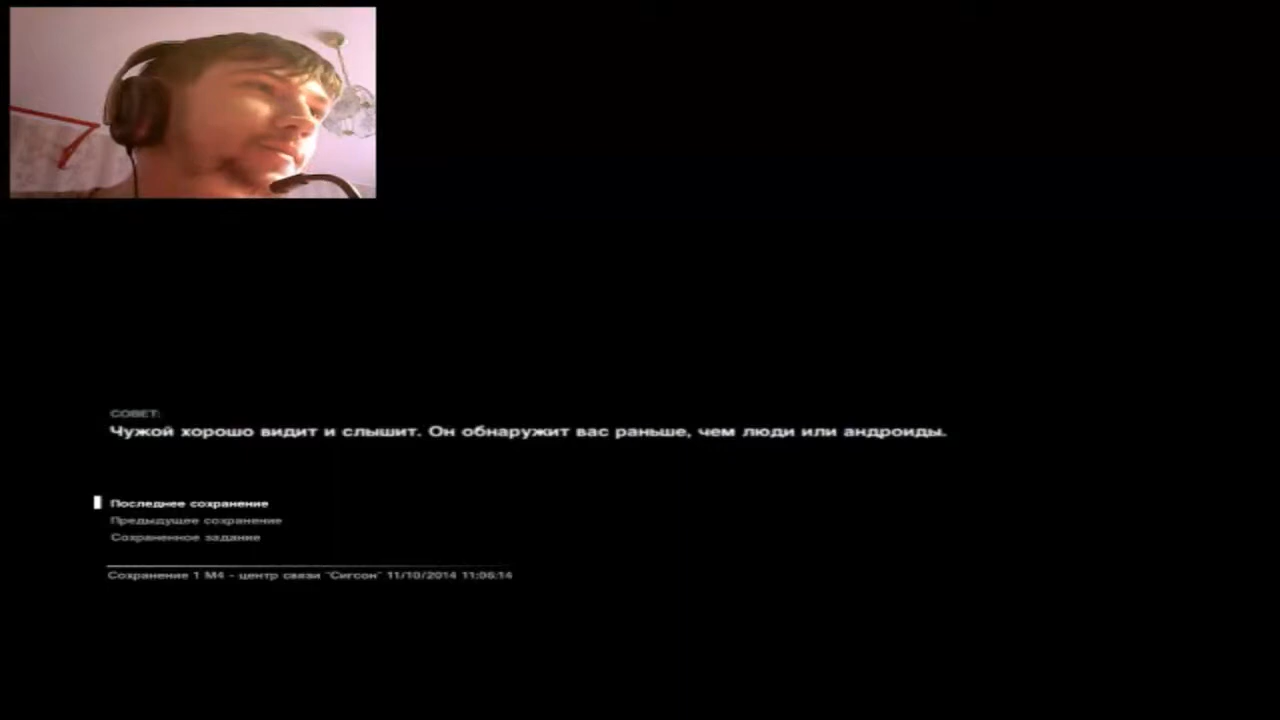 СОВЕТ:
Чужой хорошо видит и слышит. Он обнаружит вас раньше, чем люди или андроиды.
Последнее сохранение
Предыдущее сохранение
Сохраненное задание
Сохранение 1 М4 - центр связи "Сигсон" 11/10/2014 11:06:14